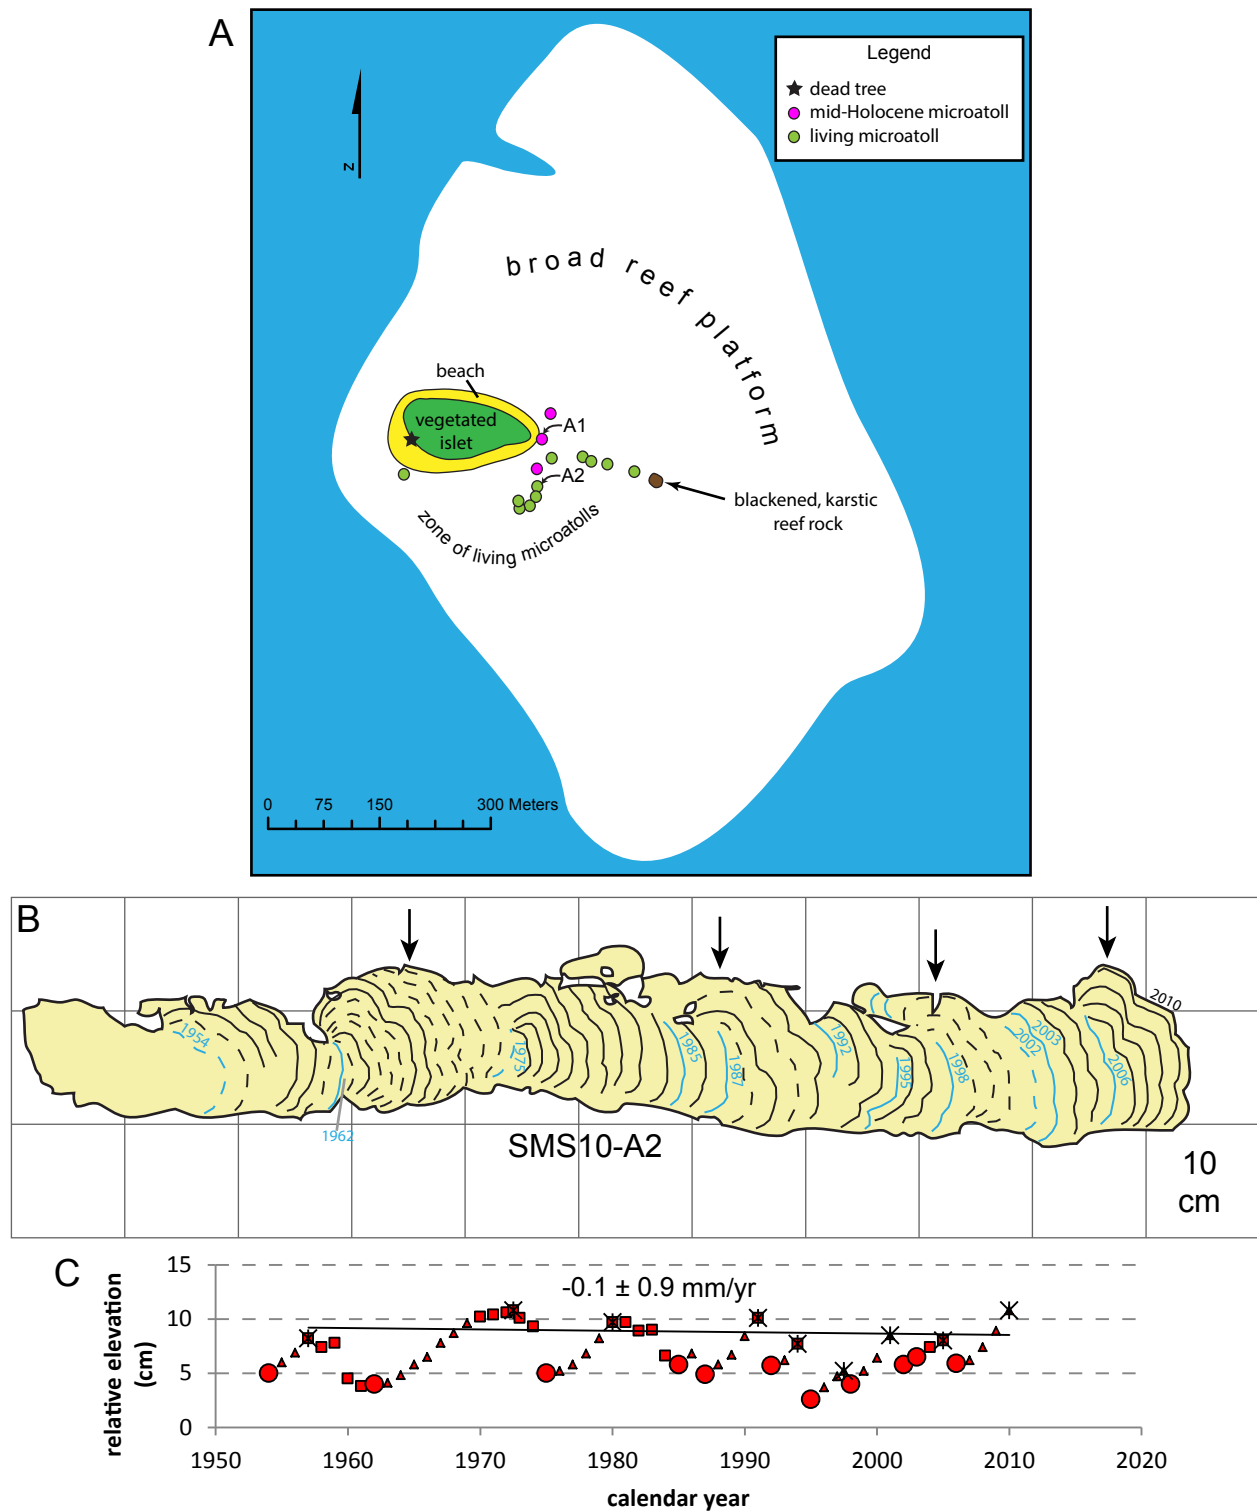 A
Legend
dead tree
mid-Holocene microatoll
living microatoll
z
broad reef platform
beach
vegetated
islet
A1
A2
blackened, karstic
reef rock
zone of living microatolls
0 75 150 300 Meters
B
1954
1962
1975
1985
1987
1992
1995
1998
2002
2003
2006
2010
SMS10-A2
10
cm
C
relative elevation
(cm)
15
10
5
0
-0.1 ± 0.9 mm/yr
1950 1960 1970 1980 1990 2000 2010 2020
calendar year